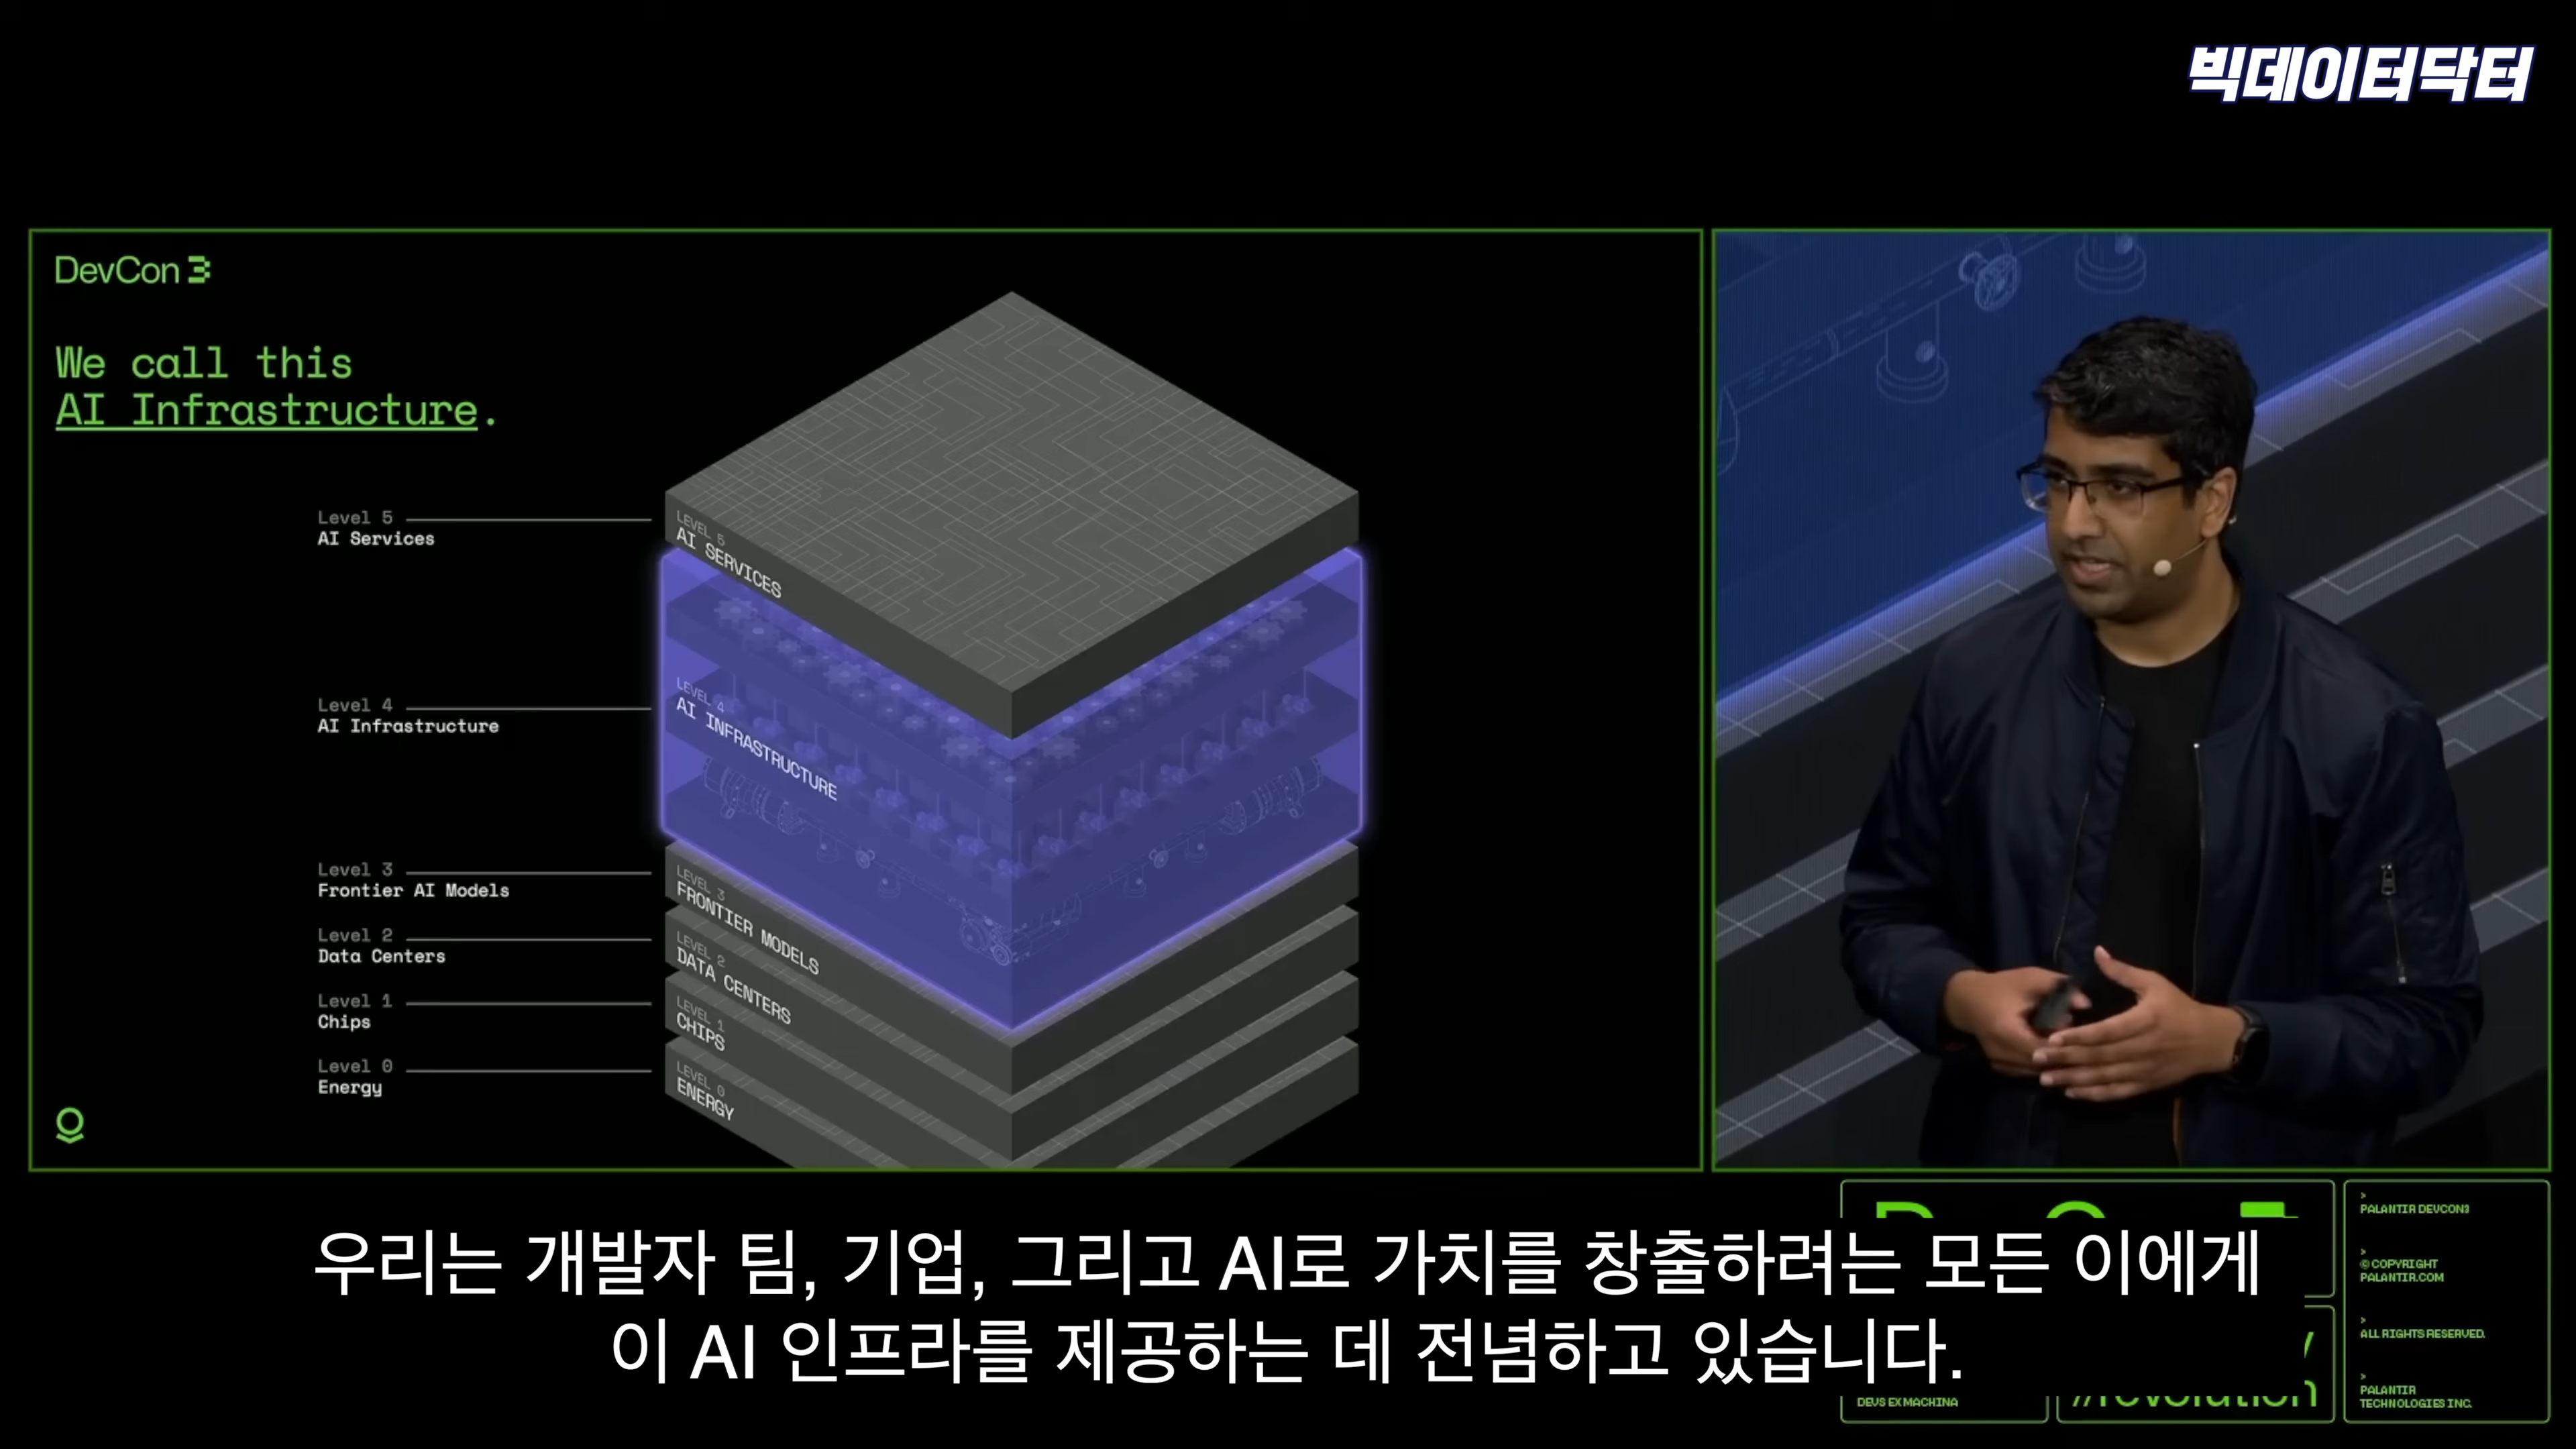 빅데이터닥터
DevCon 3
We call this
AI Infrastructure.
Level 5
AI Services
Level 4
AI Infrastructure
Level 3
Frontier AI Models
Level 2
Data Centers
Level 1
Chips
Level 0
Energy
LEVEL 5
AI SERVICES
LEVEL 4
AI INFRASTRUCTURE
LEVEL 3
FRONTIER MODELS
LEVEL 2
DATA CENTERS
LEVEL 1
CHIPS
LEVEL 0
ENERGY
우리는 개발자 팀, 기업, 그리고 AI로 가치를 창출하려는 모든 이에게
이 AI 인프라를 제공하는 데 전념하고 있습니다.
DEVS EX MACHINA
>
PALANTIR DEVCON3
>
© COPYRIGHT
PALANTIR.COM
>
ALL RIGHTS RESERVED.
>
PALANTIR
TECHNOLOGIES INC.